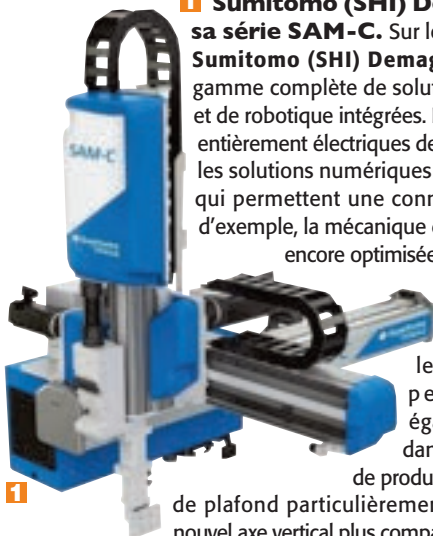 1 Sumitomo (SHI) De
sa série SAM-C. Sur le
Sumitomo (SHI) Demag
gamme complète de solut
et de robotique intégrées.
entièrement électriques de
les solutions numériques
qui permettent une conn
d'exemple, la mécanique
encore optimisée
le
pe
éga
dan
de produ
de plafond particulièremen
nouvel axe vertical plus compa
SAM-C
1